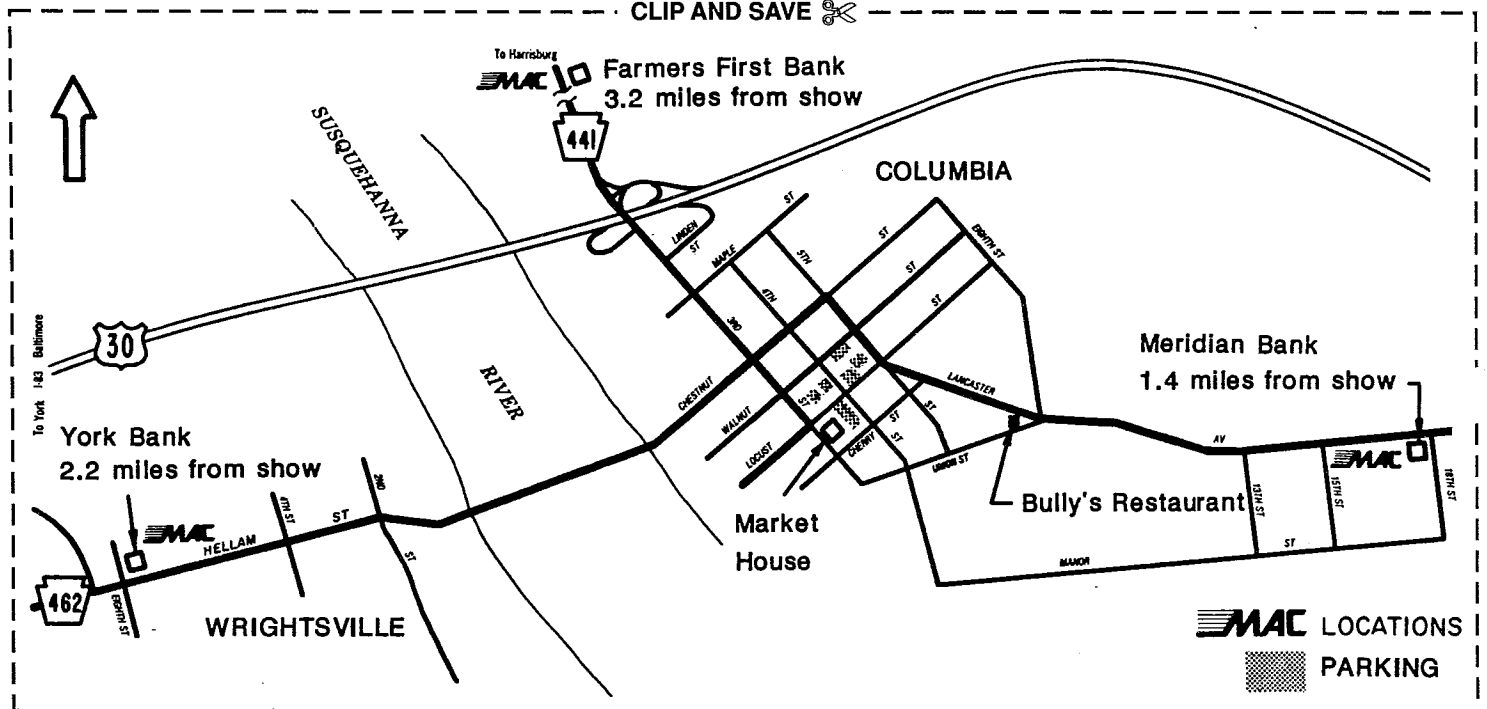 CLIP AND SAVE
To Harrisburg
MAC
Farmers First Bank
3.2 miles from show
441
SUSQUEHANNA
RIVER
COLUMBIA
LINDEN ST
MAPLE ST
5TH ST
4TH ST
3RD ST
EIGHTH ST
CHESTNUT ST
WALNUT ST
LOCUST ST
CHERRY ST
UNION ST
LANCASTER AV
Meridian Bank
1.4 miles from show
MAC
13TH ST
15TH ST
18TH ST
MANOR ST
Bully's Restaurant
Market
House
30
To York I-83 Baltimore
York Bank
2.2 miles from show
MAC
HELLAM ST
2ND ST
4TH ST
EIGHTH ST
462
WRIGHTSVILLE
MAC LOCATIONS
PARKING